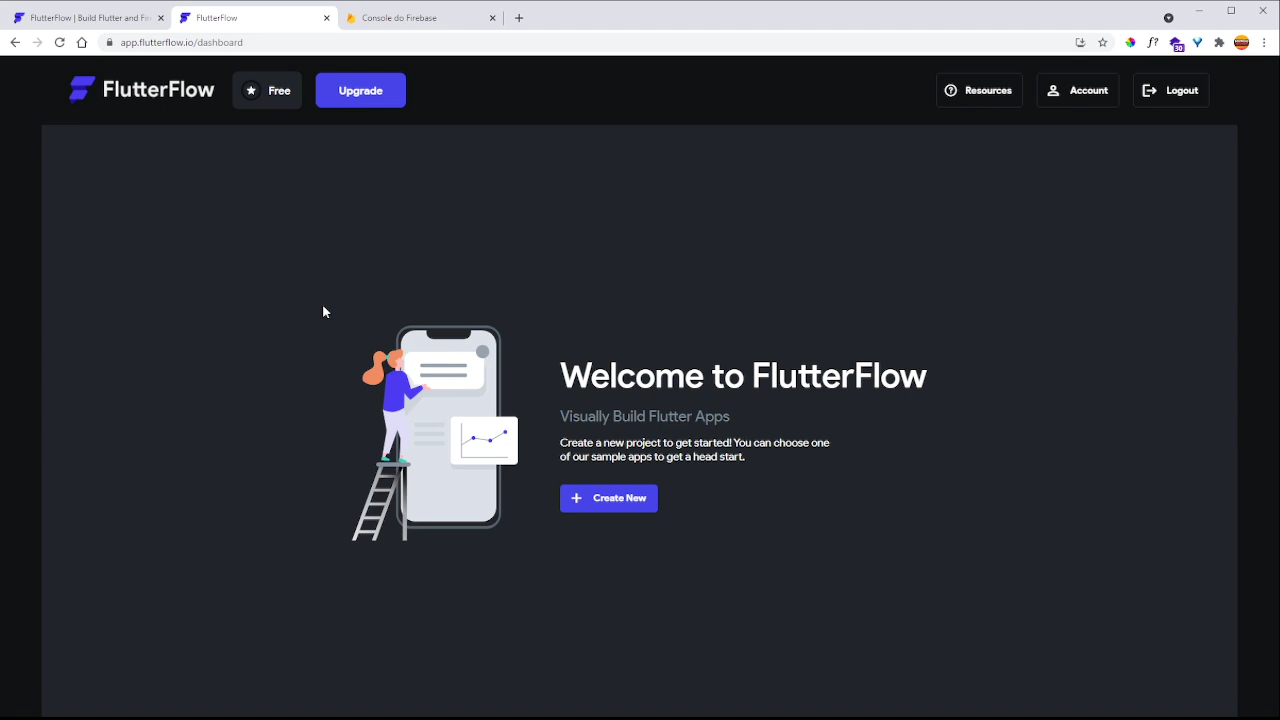 FlutterFlow | Build Flutter and Fir
FlutterFlow
Console do Firebase
app.flutterflow.io/dashboard
f?
30
FlutterFlow
Free
Upgrade
Resources
Account
Logout
Welcome to FlutterFlow
Visually Build Flutter Apps
Create a new project to get started! You can choose one
of our sample apps to get a head start.
Create New